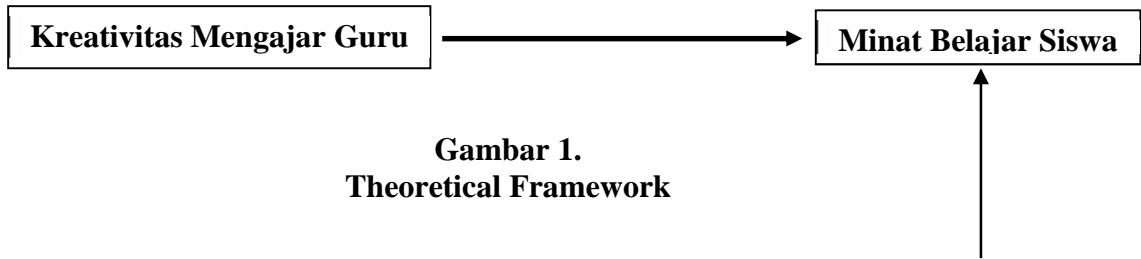 Kreativitas Mengajar Guru
Minat Belajar Siswa
Gambar 1.
Theoretical Framework